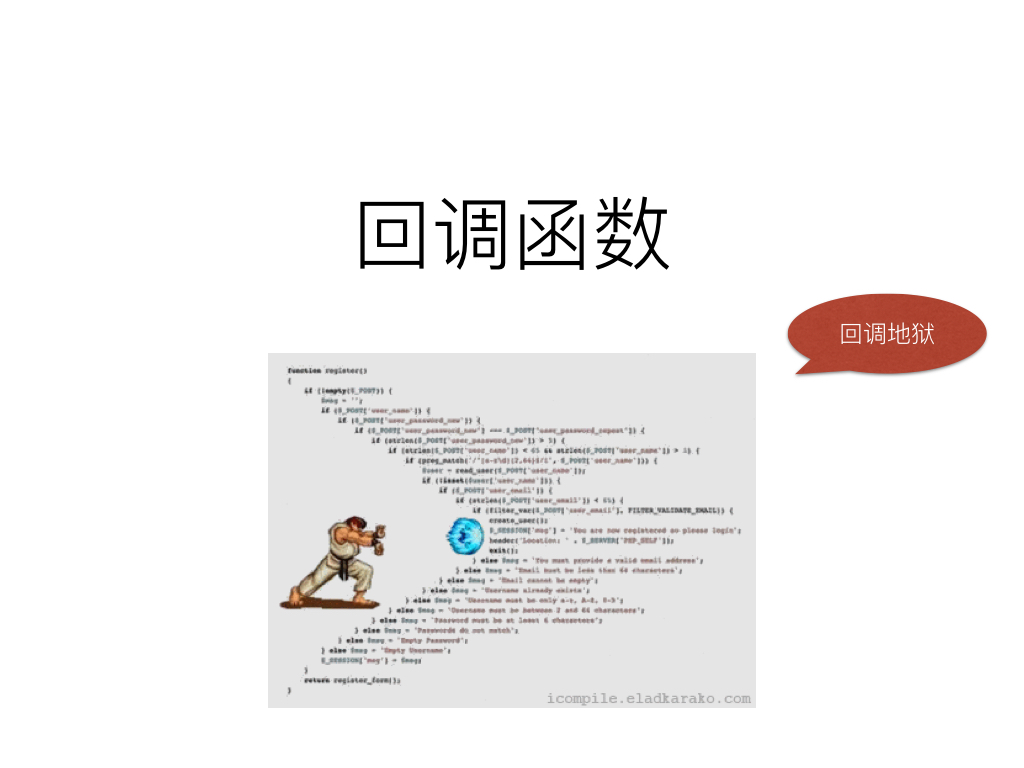 回调函数
回调地狱
function register()
{
if (!empty($_POST)) {
$msg = '';
if ($_POST['user_name']) {
if ($_POST['user_password_new']) {
if ($_POST['user_password_new'] === $_POST['user_password_repeat']) {
if (strlen($_POST['user_password_new']) > 5) {
if (strlen($_POST['user_name']) < 65 && strlen($_POST['user_name']) > 1) {
if (preg_match('/^[a-z\d]{2,64}$/i', $_POST['user_name'])) {
$user = read_user($_POST['user_name']);
if (!isset($user['user_name'])) {
if ($_POST['user_email']) {
if (strlen($_POST['user_email']) < 65) {
if (filter_var($_POST['user_email'], FILTER_VALIDATE_EMAIL)) {
create_user();
$_SESSION['msg'] = 'You are now registered so please login';
header('Location: ' . $_SERVER['PHP_SELF']);
exit();
} else $msg = 'You must provide a valid email address';
} else $msg = 'Email must be less than 64 characters';
} else $msg = 'Email cannot be empty';
} else $msg = 'Username already exists';
} else $msg = 'Username must be only a-z, A-Z, 0-9';
} else $msg = 'Username must be between 2 and 64 characters';
} else $msg = 'Password must be at least 6 characters';
} else $msg = 'Passwords do not match';
} else $msg = 'Empty Password';
} else $msg = 'Empty Username';
$_SESSION['msg'] = $msg;
}
return register_form();
}
icompile.eladkarako.com